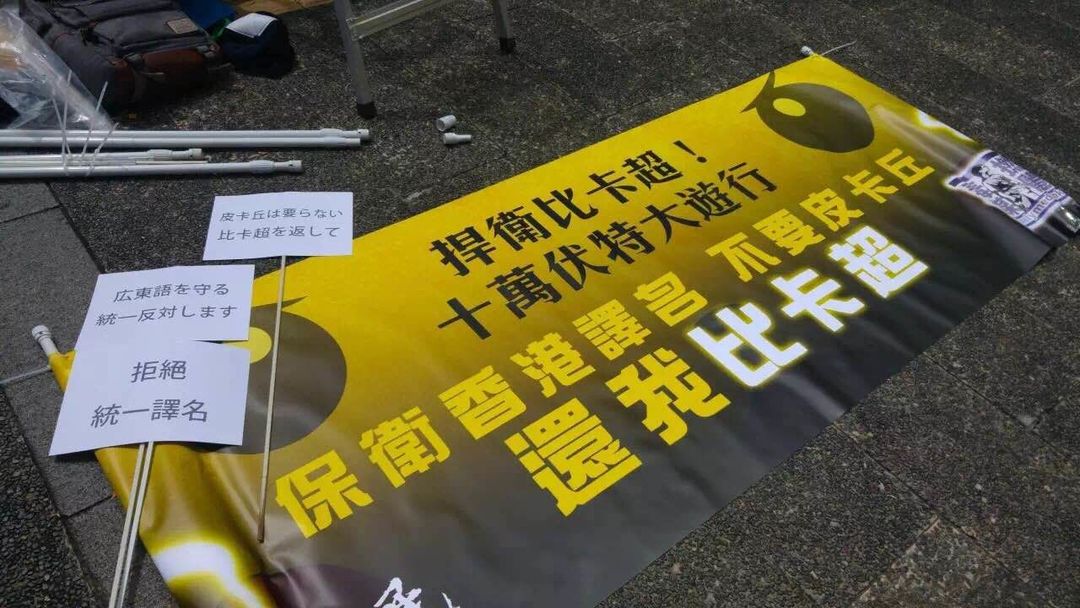 捍衛比卡超！
十萬伏特大遊行
保衛香港譯名 不要皮卡丘
還我比卡超
皮卡丘は要らない
比卡超を返して
広東語を守る
統一反対します
拒絕
統一譯名